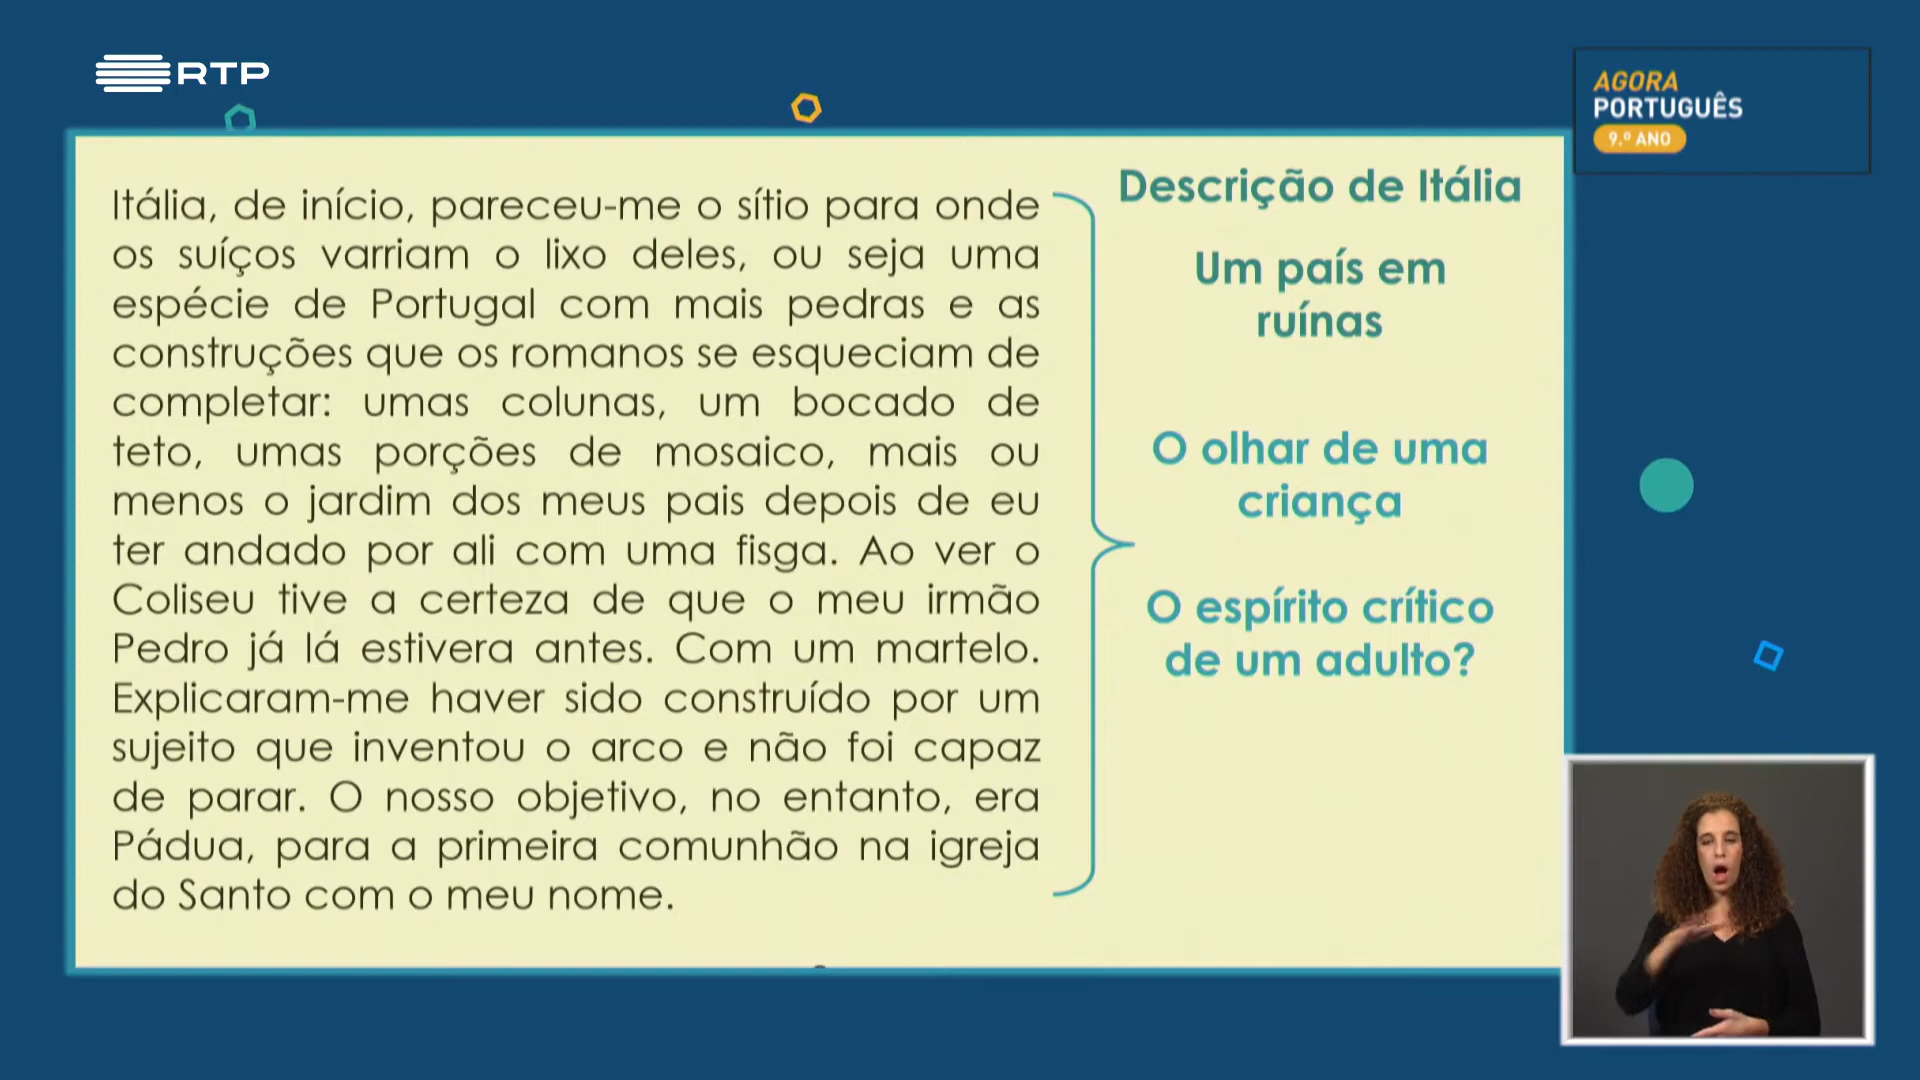 RTP
AGORA
PORTUGUÊS
9.º ANO
Itália, de início, pareceu-me o sítio para onde
os suíços varriam o lixo deles, ou seja uma
espécie de Portugal com mais pedras e as
construções que os romanos se esqueciam de
completar: umas colunas, um bocado de
teto, umas porções de mosaico, mais ou
menos o jardim dos meus pais depois de eu
ter andado por ali com uma fisga. Ao ver o
Coliseu tive a certeza de que o meu irmão
Pedro já lá estivera antes. Com um martelo.
Explicaram-me haver sido construído por um
sujeito que inventou o arco e não foi capaz
de parar. O nosso objetivo, no entanto, era
Pádua, para a primeira comunhão na igreja
do Santo com o meu nome.
Descrição de Itália
Um país em
ruínas
O olhar de uma
criança
O espírito crítico
de um adulto?